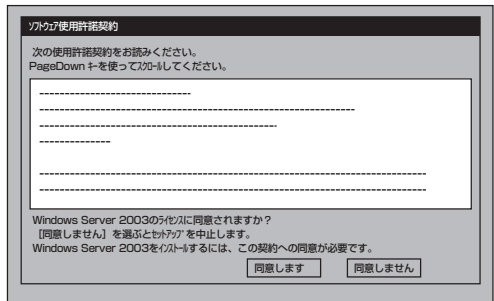 ｿﾌﾄｳｪｱ使用許諾契約
次の使用許諾契約をお読みください。
PageDown ｷｰを使ってｽｸﾛｰﾙしてください。
Windows Server 2003のﾗｲｾﾝｽに同意されますか？
［同意しません］を選ぶとｾｯﾄｱｯﾌﾟを中止します。
Windows Server 2003をｲﾝｽﾄｰﾙするには、この契約への同意が必要です。
同意します　同意しません